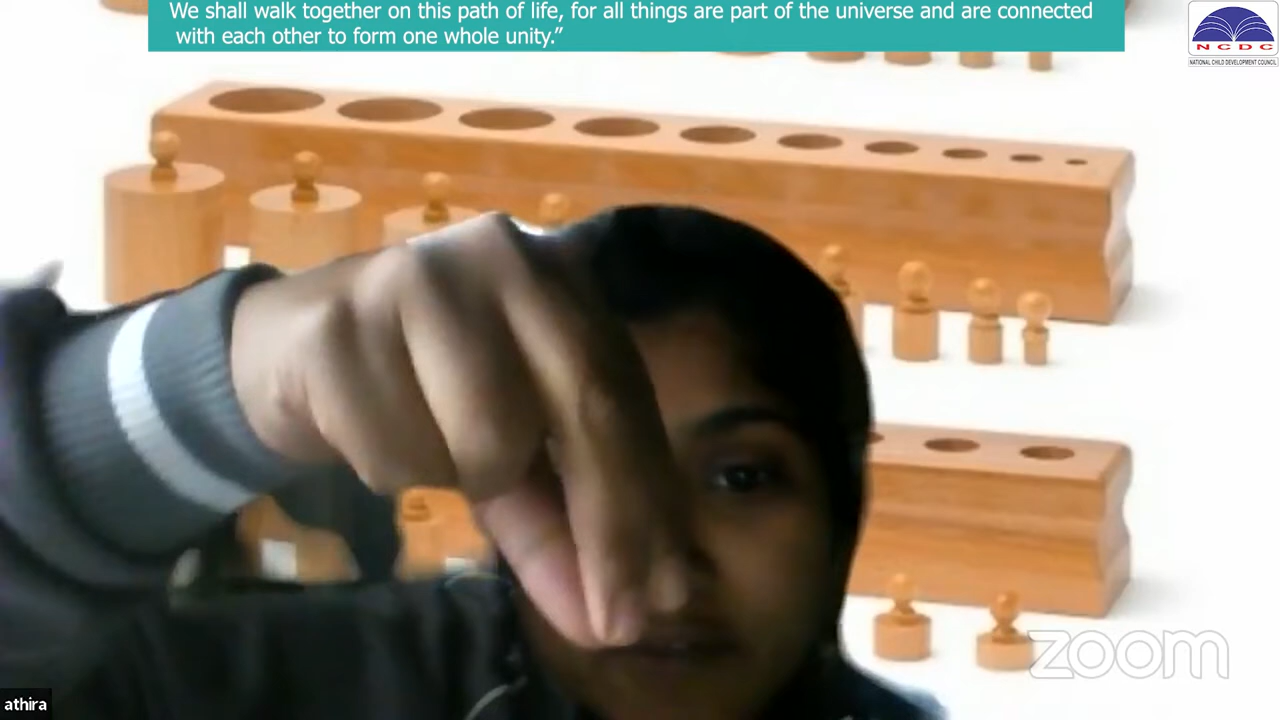 We shall walk together on this path of life, for all things are part of the universe and are connected
with each other to form one whole unity.”
NCDC
NATIONAL CHILD DEVELOPMENT COUNCIL
zoom
athira